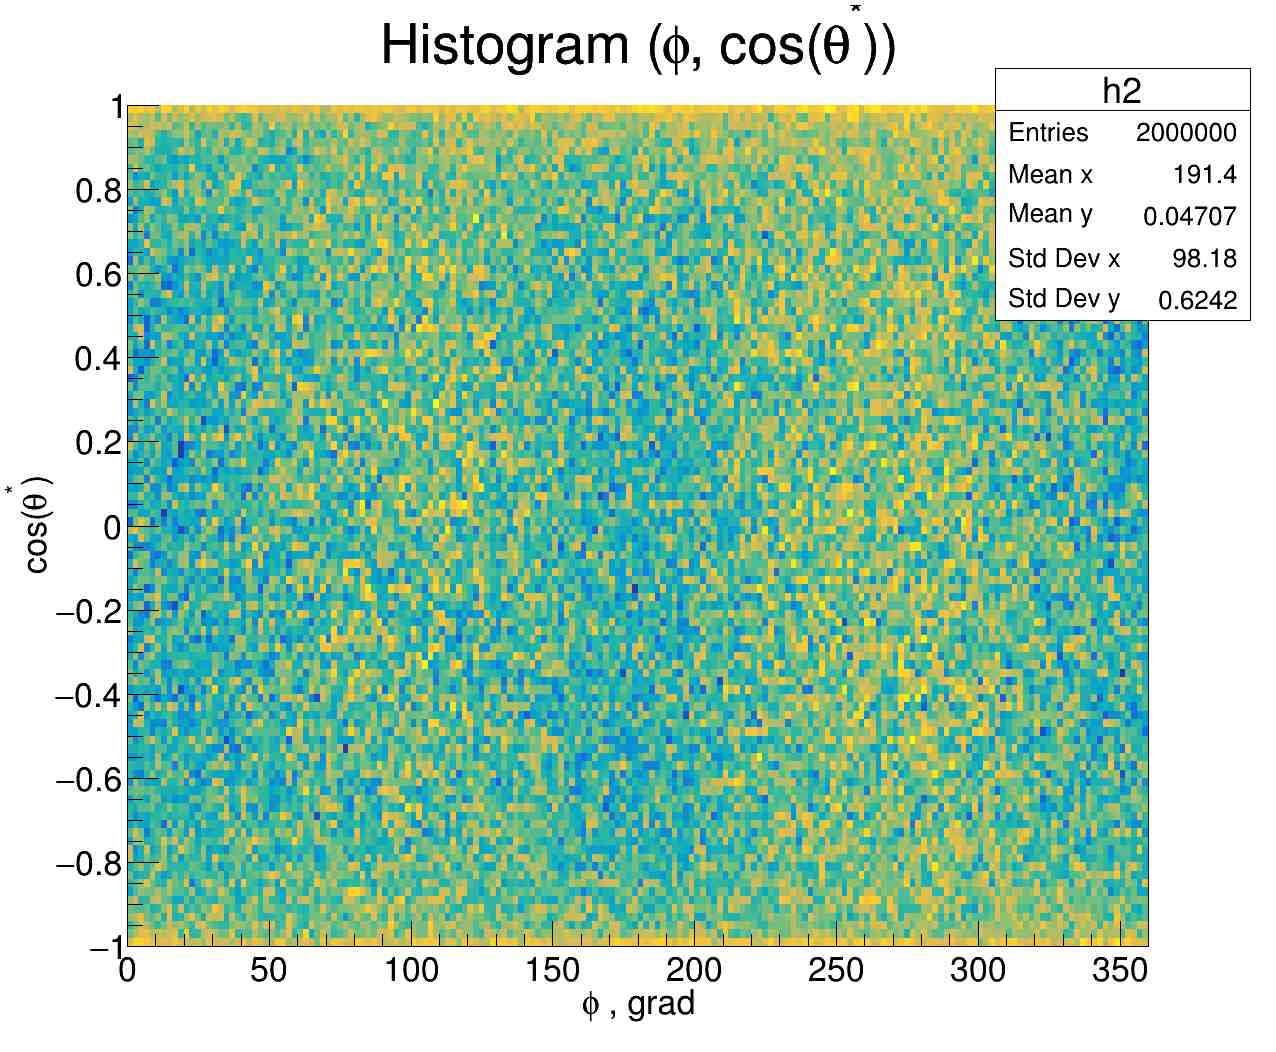 Histogram (ϕ, cos(θ*))
h2
Entries 2000000
Mean x 191.4
Mean y 0.04707
Std Dev x 98.18
Std Dev y 0.6242
1
0.8
0.6
0.4
0.2
0
−0.2
−0.4
−0.6
−0.8
−1
cos(θ*)
0 50 100 150 200 250 300 350
ϕ , grad